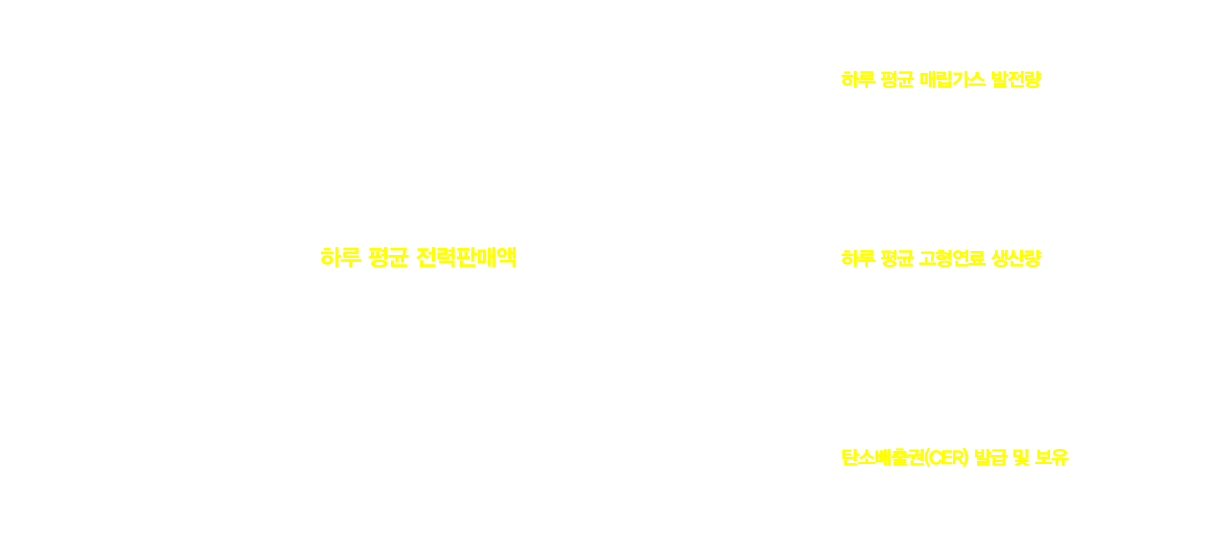 하루 평균 매립가스 발전량
하루 평균 전력판매액
하루 평균 고형연료 생산량
탄소배출권(CER) 발급 및 보유